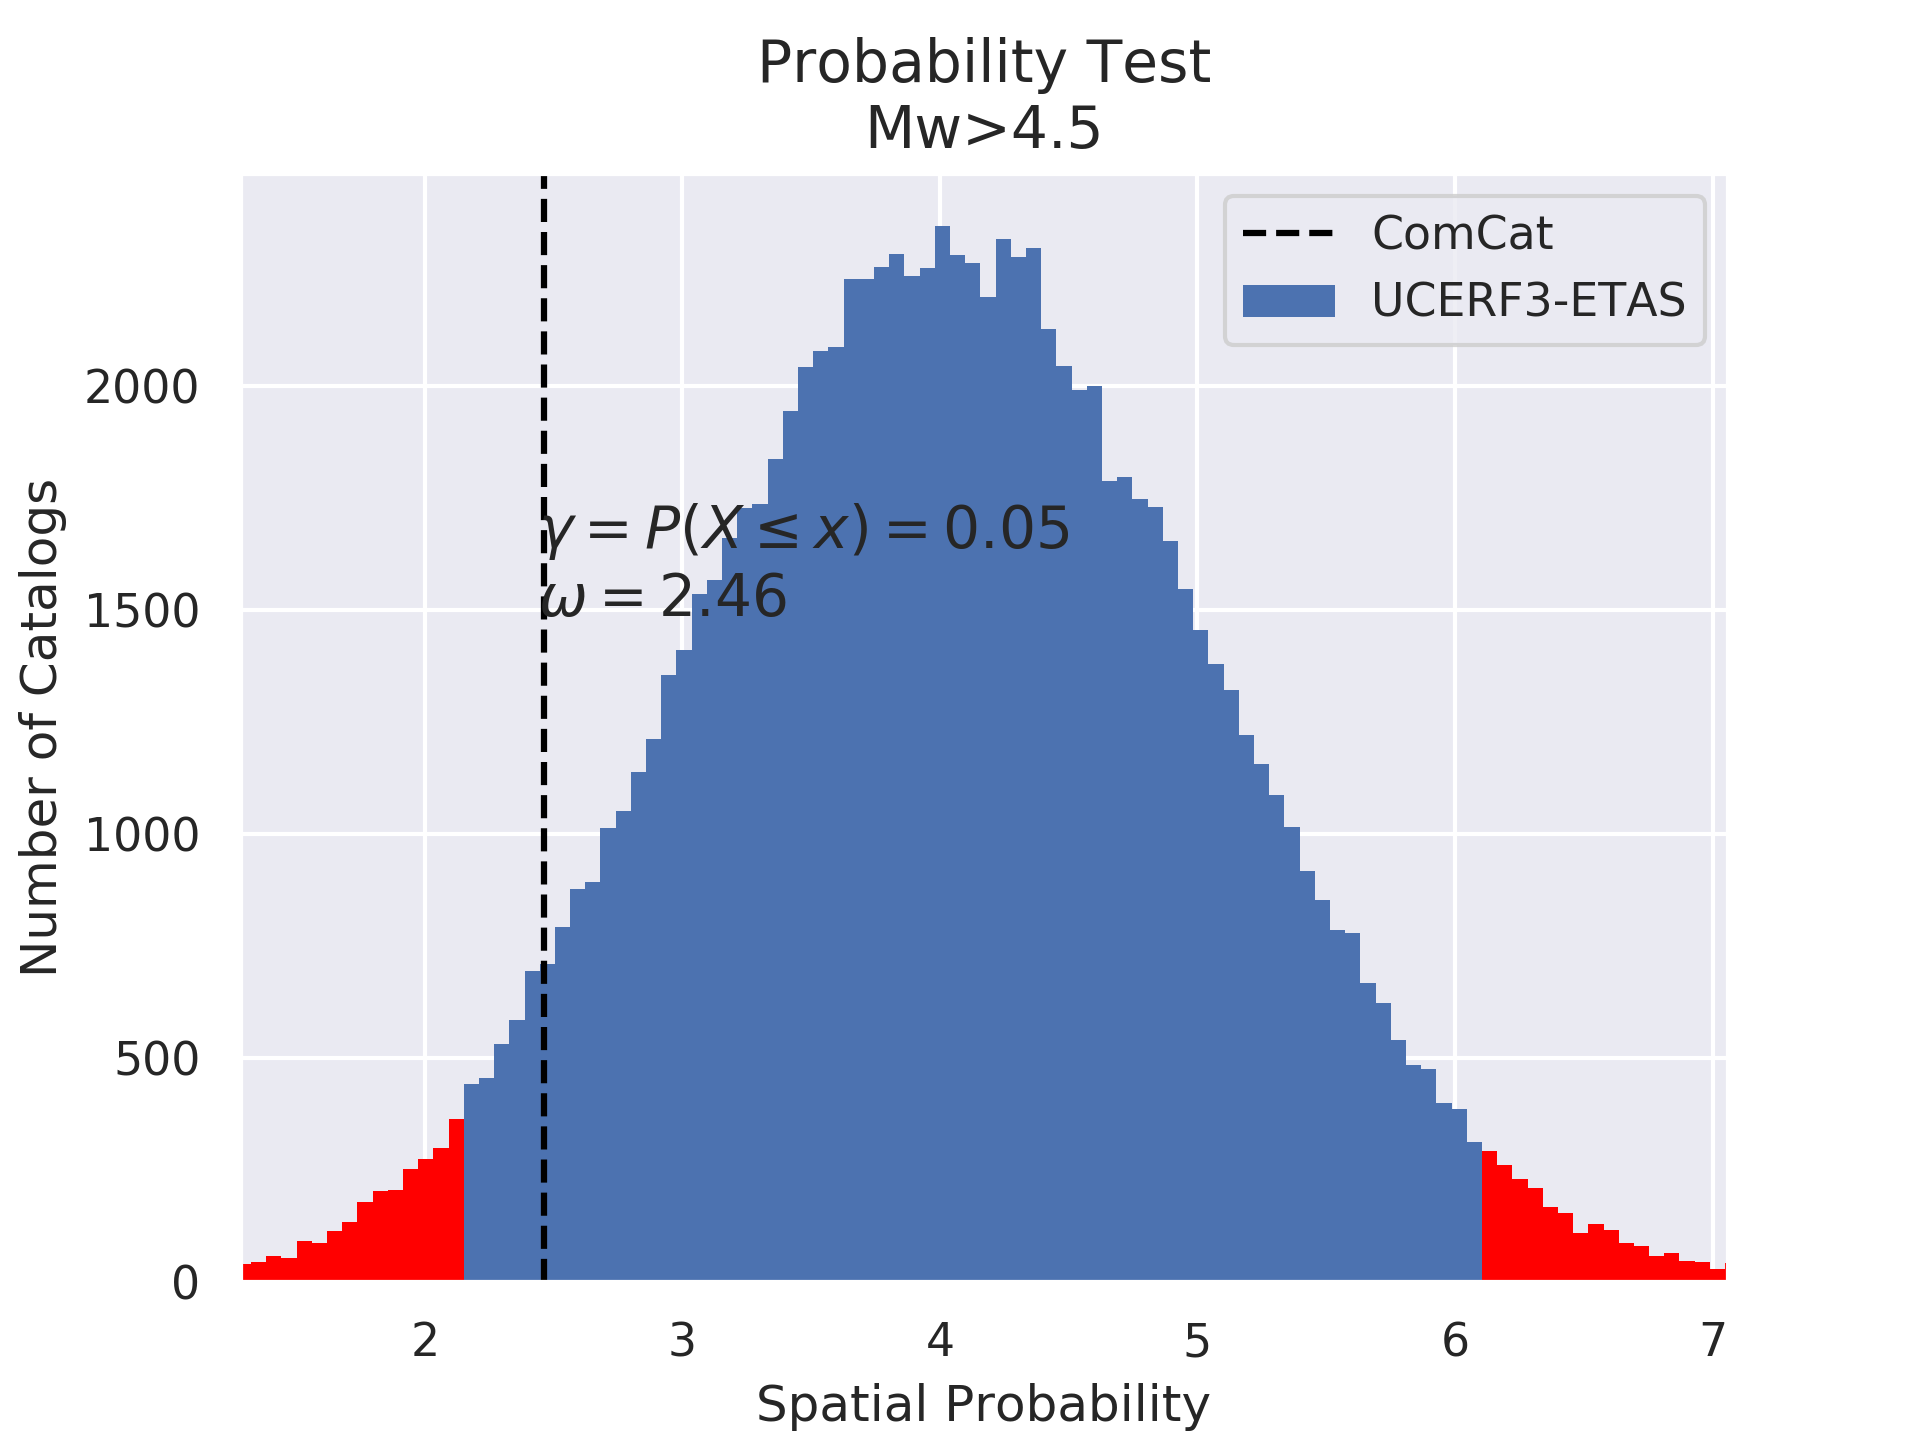 Probability Test
Mw>4.5
ComCat
UCERF3-ETAS
2000
1500
1000
500
0
Number of Catalogs
γ = P(X ≤ x) = 0.05
ω = 2.46
2 3 4 5 6 7
Spatial Probability